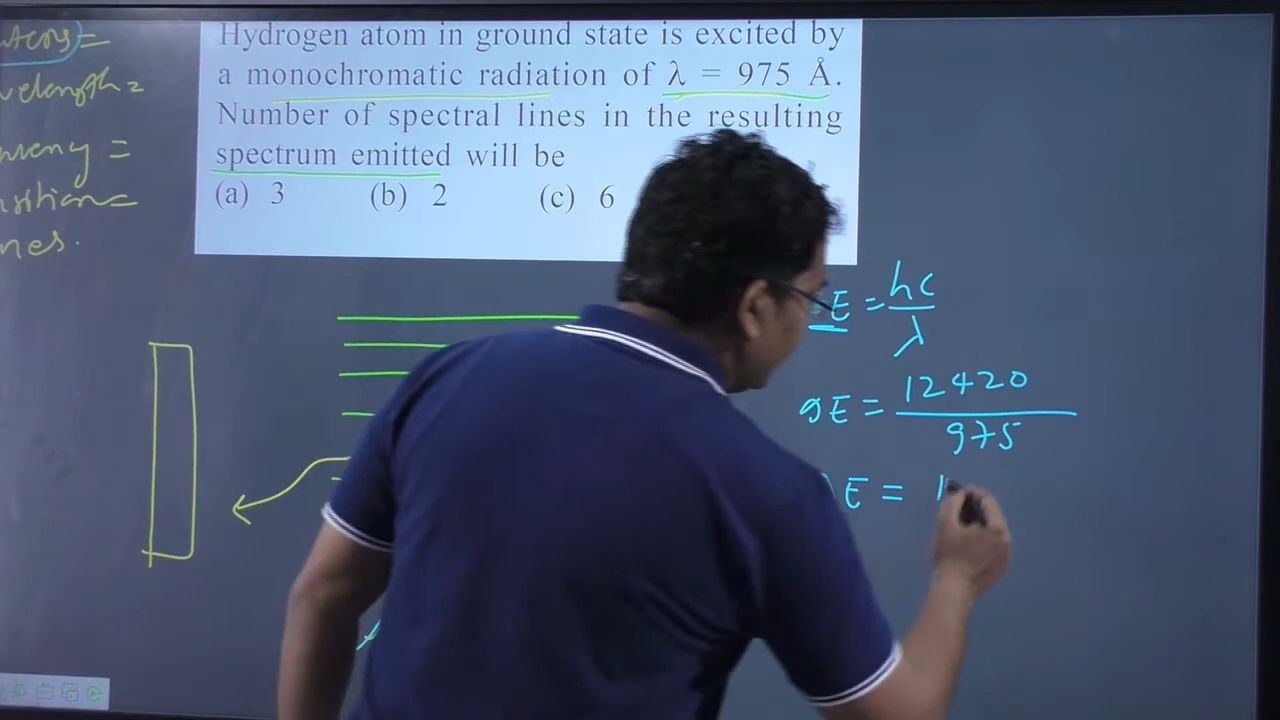 Hydrogen atom in ground state is excited by
a monochromatic radiation of λ = 975 Å.
Number of spectral lines in the resulting
spectrum emitted will be
(a) 3 (b) 2 (c) 6
E = hc/λ
E = 12420/975
E = 1